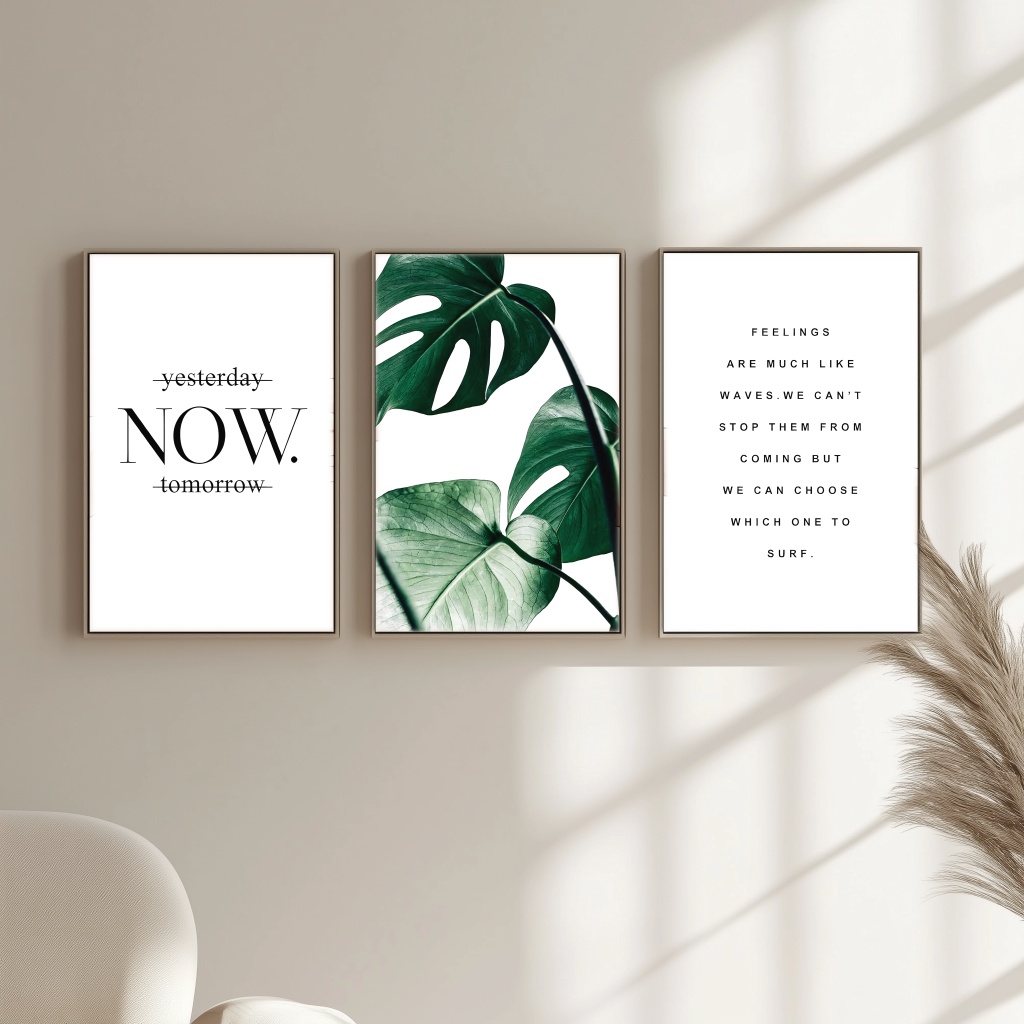 yesterday
NOW.
tomorrow
FEELINGS
ARE MUCH LIKE
WAVES.WE CAN'T
STOP THEM FROM
COMING BUT
WE CAN CHOOSE
WHICH ONE TO
SURF.